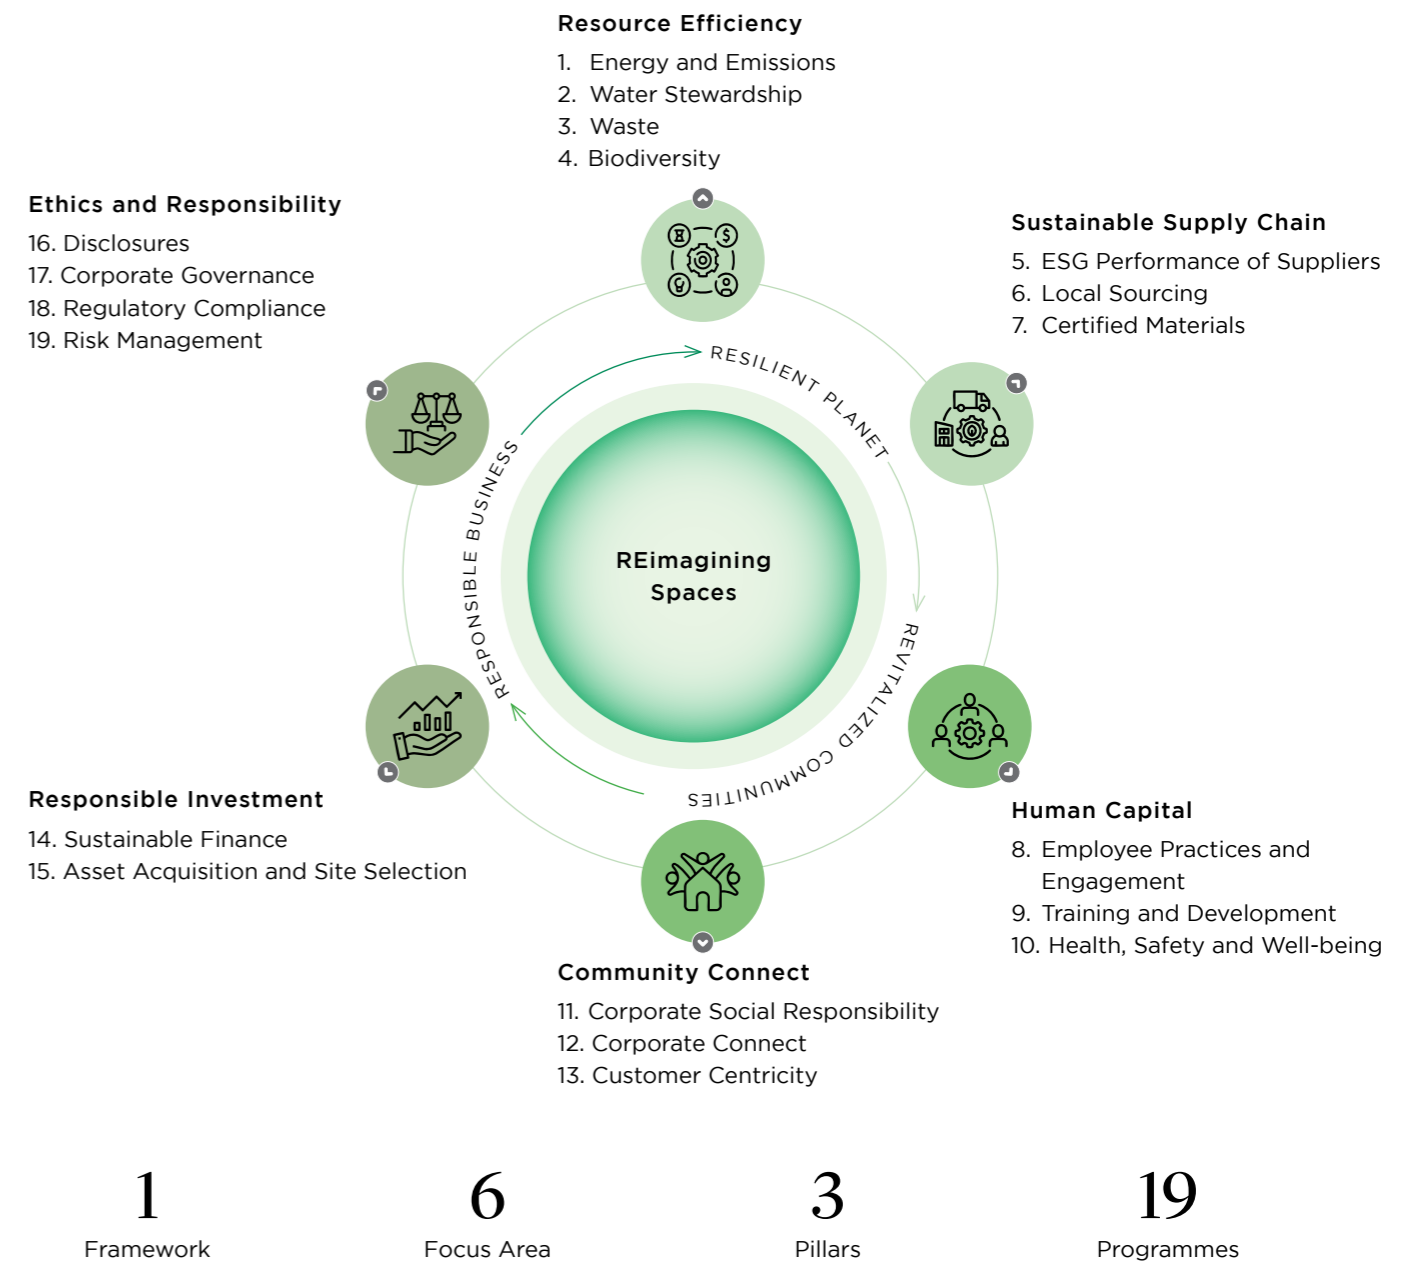 Resource Efficiency
1. Energy and Emissions
2. Water Stewardship
3. Waste
4. Biodiversity
Ethics and Responsibility
16. Disclosures
17. Corporate Governance
18. Regulatory Compliance
19. Risk Management
Sustainable Supply Chain
5. ESG Performance of Suppliers
6. Local Sourcing
7. Certified Materials
RESILIENT PLANET
RESPONSIBLE BUSINESS
REVITALIZED COMMUNITIES
REimagining
Spaces
Responsible Investment
14. Sustainable Finance
15. Asset Acquisition and Site Selection
Human Capital
8. Employee Practices and
Engagement
9. Training and Development
10. Health, Safety and Well-being
Community Connect
11. Corporate Social Responsibility
12. Corporate Connect
13. Customer Centricity
1
Framework
6
Focus Area
3
Pillars
19
Programmes